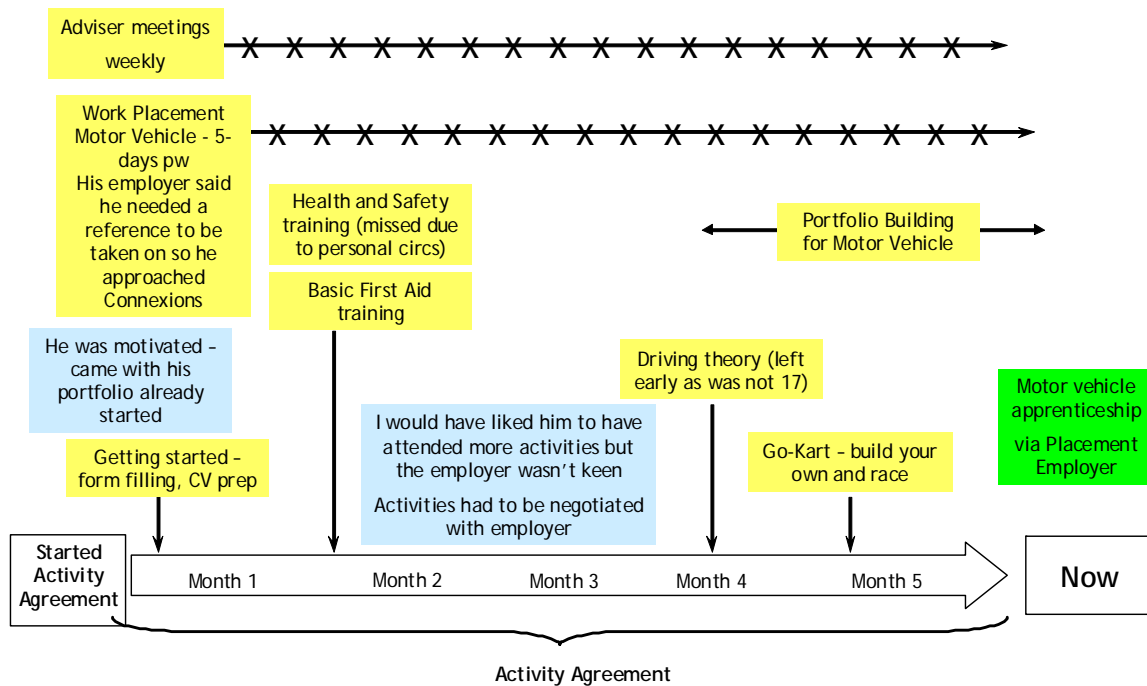 Adviser meetings
weekly
X X X X X X X X X X X X X X X X
Work Placement
Motor Vehicle - 5-
days pw
His employer said
he needed a
reference to be
taken on so he
approached
Connexions
X X X X X X X X X X X X X X X X
Health and Safety
training (missed due
to personal circs)
Portfolio Building
for Motor Vehicle
Basic First Aid
training
He was motivated –
came with his
portfolio already
started
Driving theory (left
early as was not 17)
Motor vehicle
apprenticeship
via Placement
Employer
I would have liked him to have
attended more activities but
the employer wasn't keen
Activities had to be negotiated
with employer
Getting started –
form filling, CV prep
Go-Kart – build your
own and race
Started
Activity
Agreement
Month 1
Month 2
Month 3
Month 4
Month 5
Now
Activity Agreement